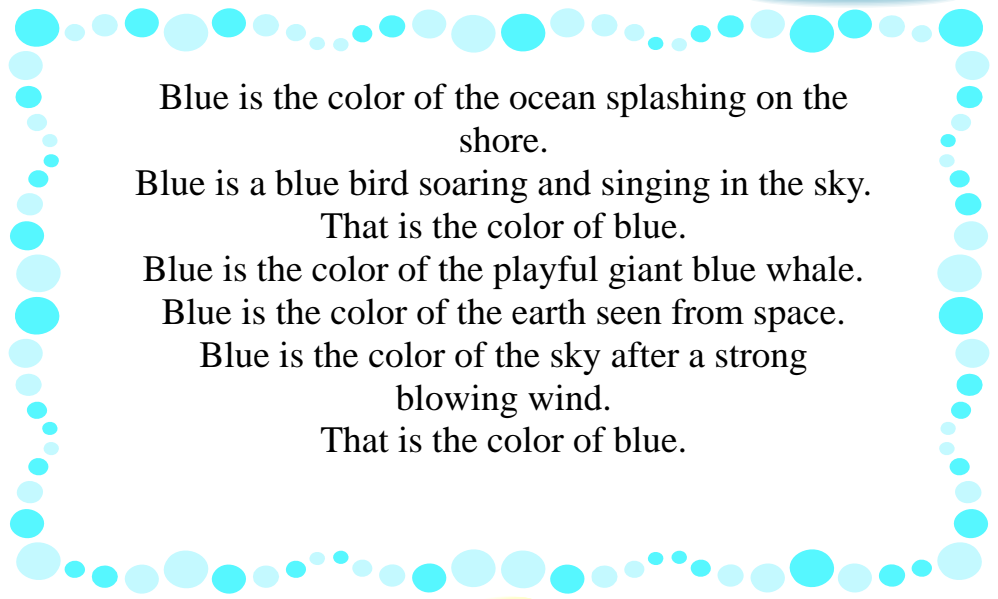 Blue is the color of the ocean splashing on the
shore.
Blue is a blue bird soaring and singing in the sky.
That is the color of blue.
Blue is the color of the playful giant blue whale.
Blue is the color of the earth seen from space.
Blue is the color of the sky after a strong
blowing wind.
That is the color of blue.